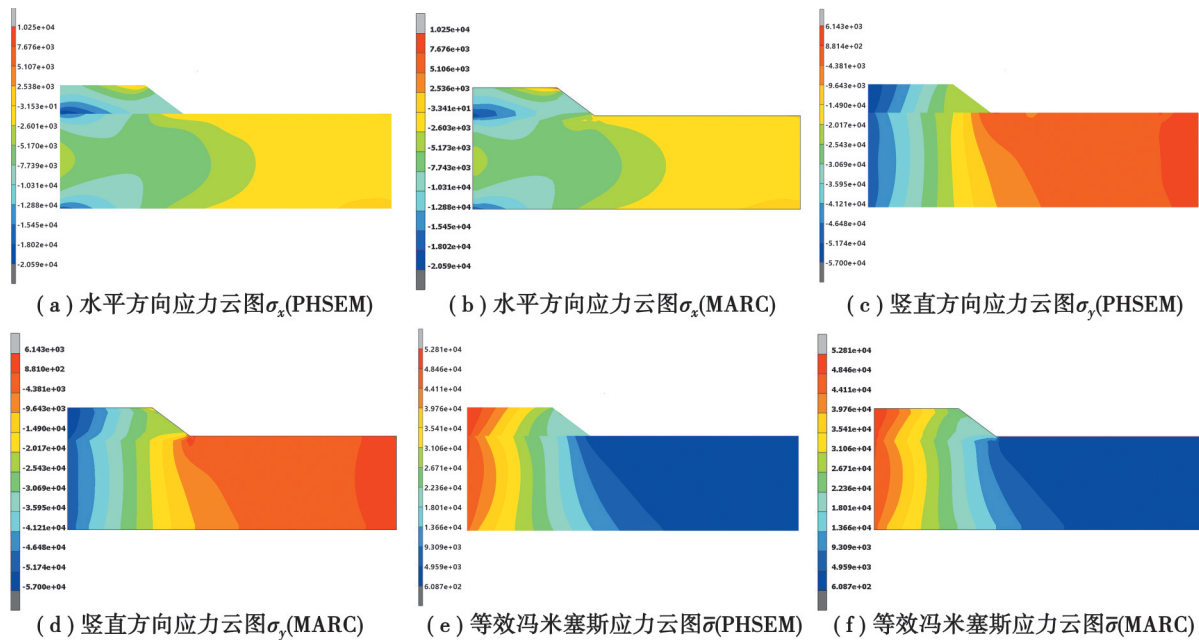 1.025e+04
7.676e+03
5.107e+03
2.538e+03
-3.153e+01
-2.601e+03
-5.170e+03
-7.739e+03
-1.031e+04
-1.288e+04
-1.545e+04
-1.802e+04
-2.059e+04
(a)水平方向应力云图σx(PHSEM)
1.025e+04
7.676e+03
5.106e+03
2.536e+03
-3.341e+01
-2.603e+03
-5.173e+03
-7.743e+03
-1.031e+04
-1.288e+04
-1.545e+04
-1.802e+04
-2.059e+04
(b)水平方向应力云图σx(MARC)
6.143e+03
8.814e+02
-4.381e+03
-9.643e+03
-1.490e+04
-2.017e+04
-2.543e+04
-3.069e+04
-3.595e+04
-4.121e+04
-4.648e+04
-5.174e+04
-5.700e+04
(c)竖直方向应力云图σy(PHSEM)
6.143e+03
8.810e+02
-4.381e+03
-9.643e+03
-1.490e+04
-2.017e+04
-2.543e+04
-3.069e+04
-3.595e+04
-4.121e+04
-4.648e+04
-5.174e+04
-5.700e+04
(d)竖直方向应力云图σy(MARC)
5.281e+04
4.846e+04
4.411e+04
3.976e+04
3.541e+04
3.106e+04
2.671e+04
2.236e+04
1.801e+04
1.366e+04
9.309e+03
4.959e+03
6.087e+02
(e)等效冯米塞斯应力云图σ̄(PHSEM)
5.281e+04
4.846e+04
4.411e+04
3.976e+04
3.541e+04
3.106e+04
2.671e+04
2.236e+04
1.801e+04
1.366e+04
9.309e+03
4.959e+03
6.087e+02
(f)等效冯米塞斯应力云图σ̄(MARC)